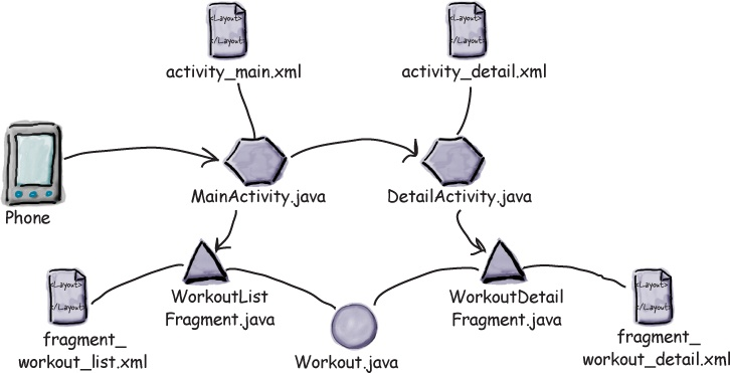 <Layout>
</Layout>
<Layout>
</Layout>
activity_main.xml
activity_detail.xml
Phone
MainActivity.java
DetailActivity.java
<Layout>
</Layout>
WorkoutList
Fragment.java
WorkoutDetail
Fragment.java
<Layout>
</Layout>
fragment_
workout_list.xml
Workout.java
fragment_
workout_detail.xml